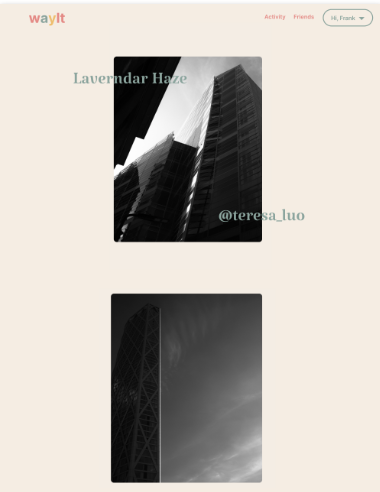 wayIt
Activity
Friends
Hi, Frank
Laverndar Haze
@teresa_luo